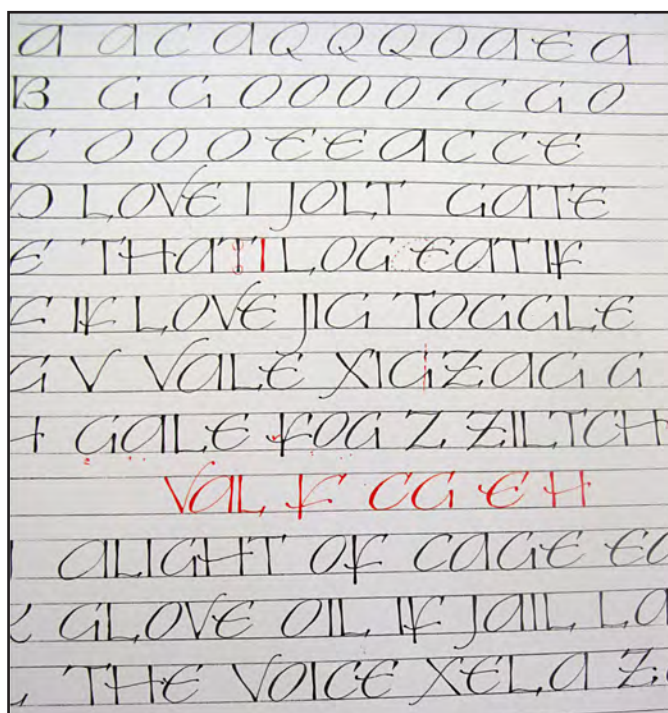 A A C A Q Q Q O A E A
B G G O O O O C G O
C O O O E E A C C E
D LOVE I JOLT GATE
E THAT I LOG EAT IF
F IF LOVE JIG TOGGLE
G V VALE XIGZAG G
H GALE FOG Z ZILTCH
VAL F CG E H
ALIGHT OF CAGE
GLOVE OIL IF JAIL
L THE VOICE XELA